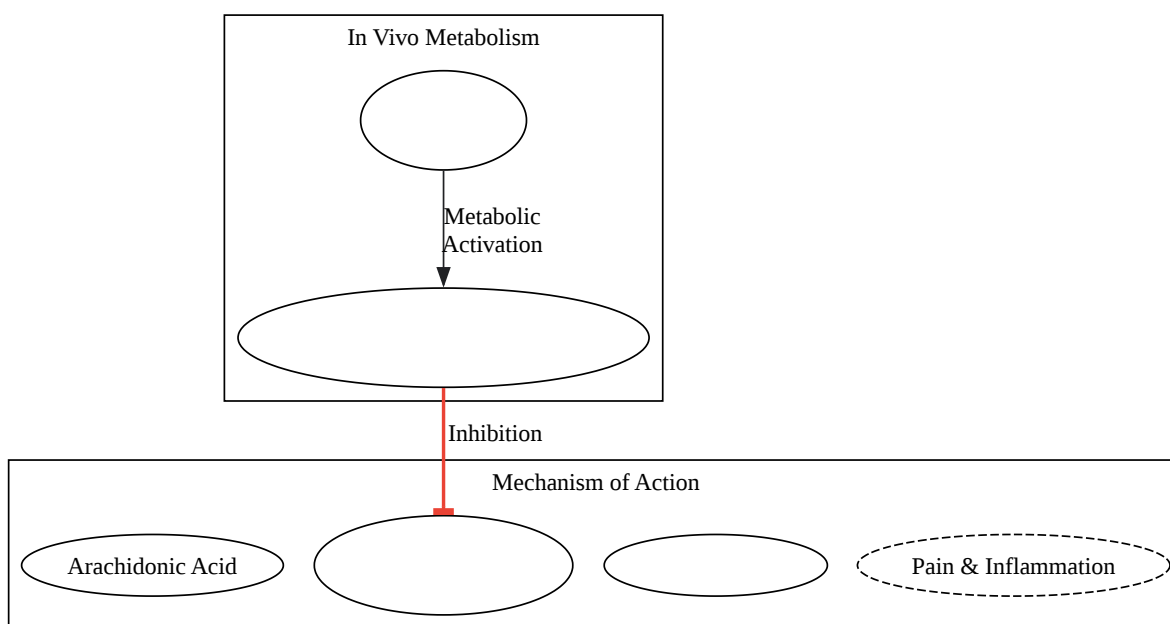 In Vivo Metabolism
Metabolic
Activation
Inhibition
Mechanism of Action
Arachidonic Acid
Pain & Inflammation